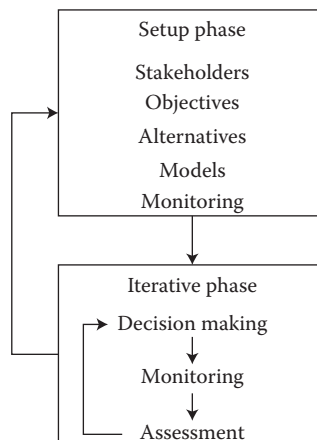 Setup phase
Stakeholders
Objectives
Alternatives
Models
Monitoring
Iterative phase
Decision making
Monitoring
Assessment